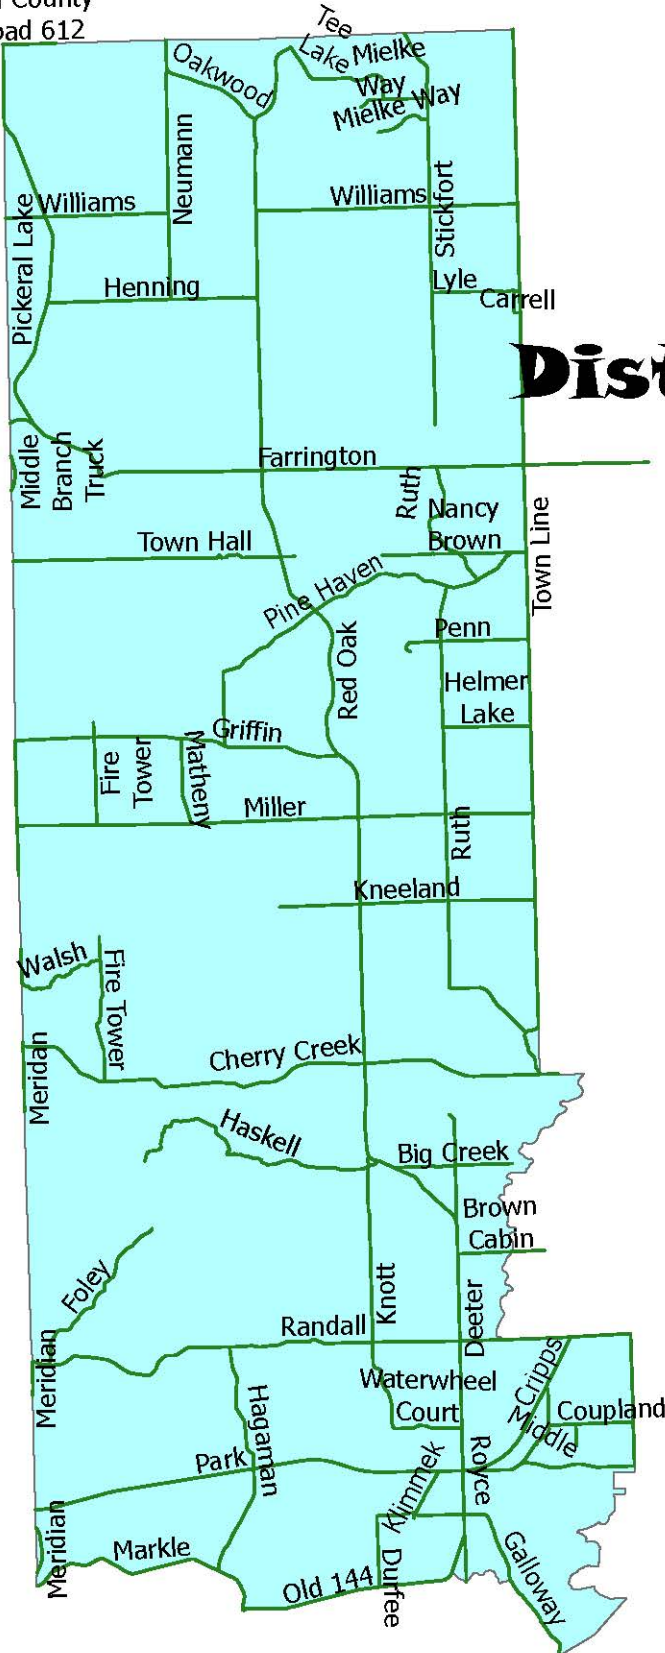 County
oad 612
Tee
Lake
Mielke
Way
Mielke Way
Oakwood
Neumann
Williams
Williams
Stickfort
Pickeral Lake
Henning
Lyle
Carrell
Dist
Farrington
Middle
Branch
Truck
Ruth
Nancy
Brown
Town Hall
Town Line
Pine Haven
Penn
Red Oak
Helmer
Lake
Griffin
Fire
Tower
Matheny
Miller
Ruth
Kneeland
Walsh
Fire Tower
Cherry Creek
Meridan
Haskell
Big Creek
Brown
Cabin
Foley
Knott
Deeter
Randall
Meridian
Waterwheel
Court
Cripps
Coupland
Middle
Hagaman
Park
Klimmek
Royce
Meridian
Markle
Old 144
Durfee
Galloway